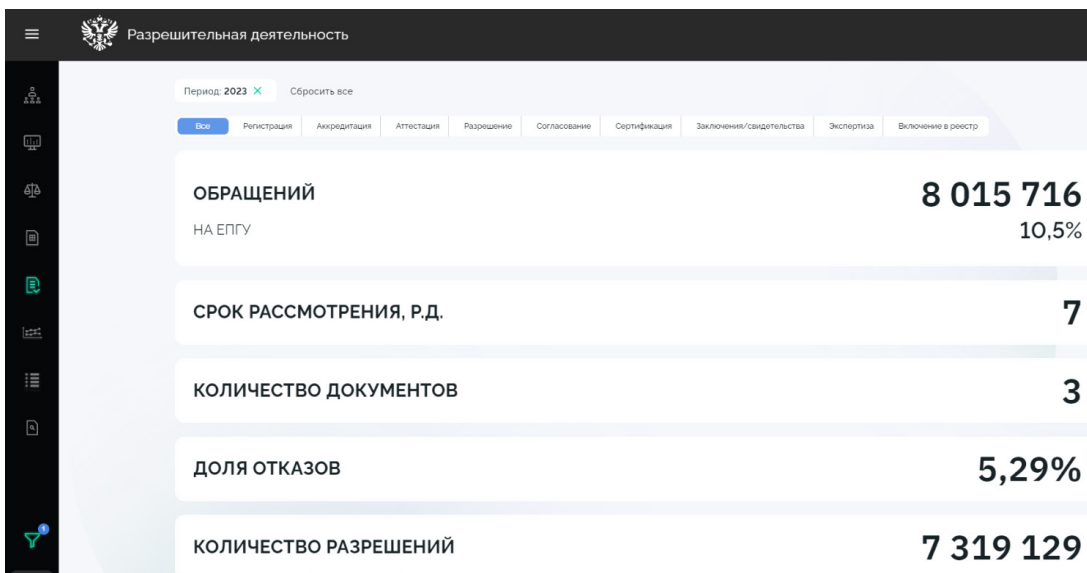 Разрешительная деятельность
Период: 2023 × Сбросить все
Все Регистрация Аккредитация Аттестация Разрешение Согласование Сертификация Заключения/свидетельства Экспертиза Включение в реестр
ОБРАЩЕНИЙ 8 015 716
НА ЕПГУ 10,5%
СРОК РАССМОТРЕНИЯ, Р.Д. 7
КОЛИЧЕСТВО ДОКУМЕНТОВ 3
ДОЛЯ ОТКАЗОВ 5,29%
1
КОЛИЧЕСТВО РАЗРЕШЕНИЙ 7 319 129